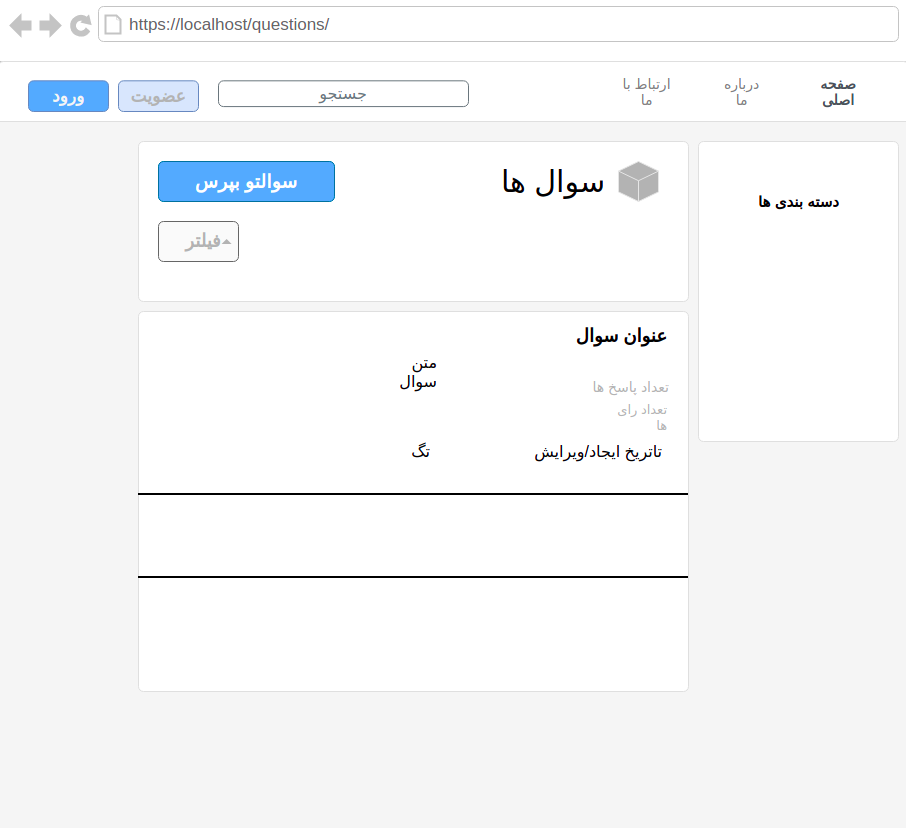 https://localhost/questions/
صفحه
اصلی
درباره
ما
ارتباط با
ما
جستجو
عضویت
ورود
دسته بندی ها
سوال ها
سوالتو بپرس
فیلتر
عنوان سوال
متن
سوال
تعداد پاسخ ها
تعداد رای
ها
تاتریخ ایجاد/ویرایش
تگ